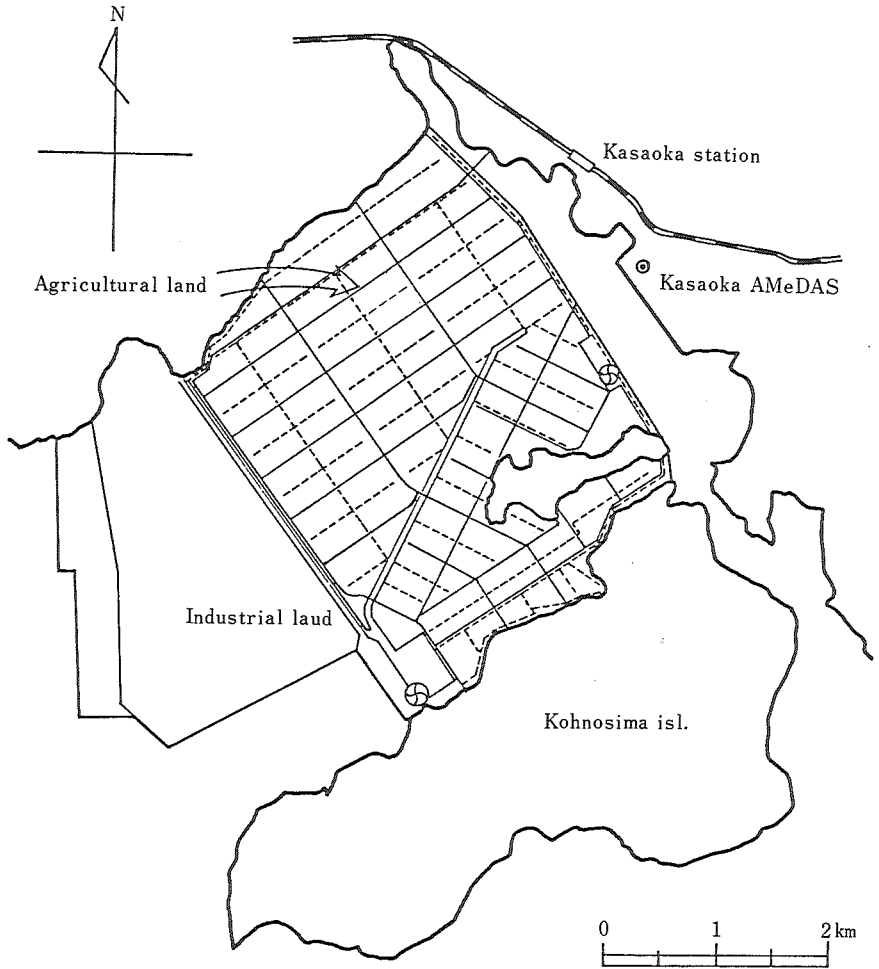 N
Kasaoka station
Agricultural land
Kasaoka AMeDAS
Industrial laud
Kohnosima isl.
0 1 2 km